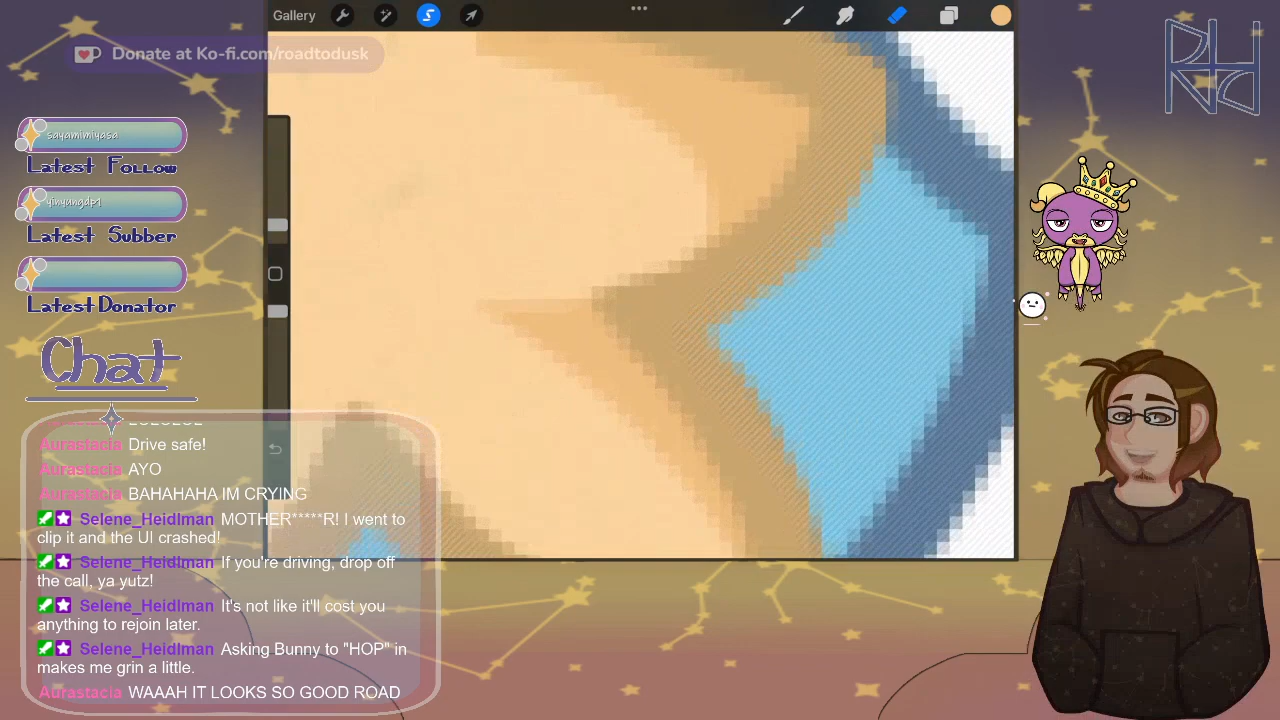 Gallery
Donate at Ko-fi.com/roadtodusk
sayamimiyasa
Latest Follow
yinyangdp1
Latest Subber
Latest Donator
Chat
Aurastacia Drive safe!
Aurastacia AYO
Aurastacia BAHAHAHA IM CRYING
Selene_Heidlman MOTHER*****R! I went to
clip it and the UI crashed!
Selene_Heidlman If you're driving, drop off
the call, ya yutz!
Selene_Heidlman It's not like it'll cost you
anything to rejoin later.
Selene_Heidlman Asking Bunny to "HOP" in
makes me grin a little.
Aurastacia WAAAH IT LOOKS SO GOOD ROAD